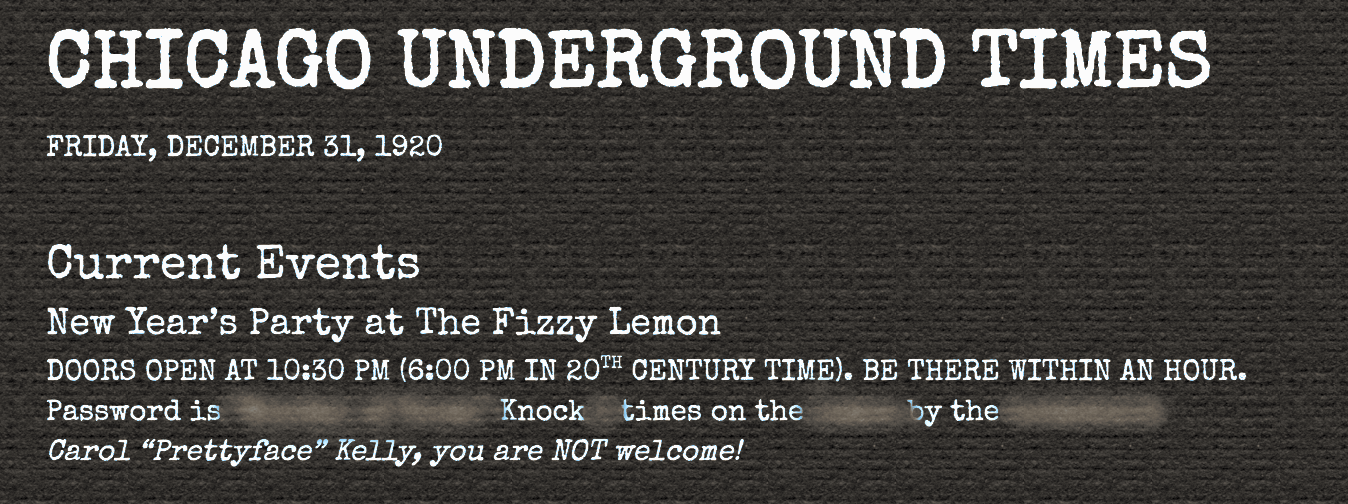 CHICAGO UNDERGROUND TIMES
FRIDAY, DECEMBER 31, 1920
Current Events
New Year’s Party at The Fizzy Lemon
DOORS OPEN AT 10:30 PM (6:00 PM IN 20TH CENTURY TIME). BE THERE WITHIN AN HOUR.
Password is Knock times on the by the
Carol “Prettyface” Kelly, you are NOT welcome!